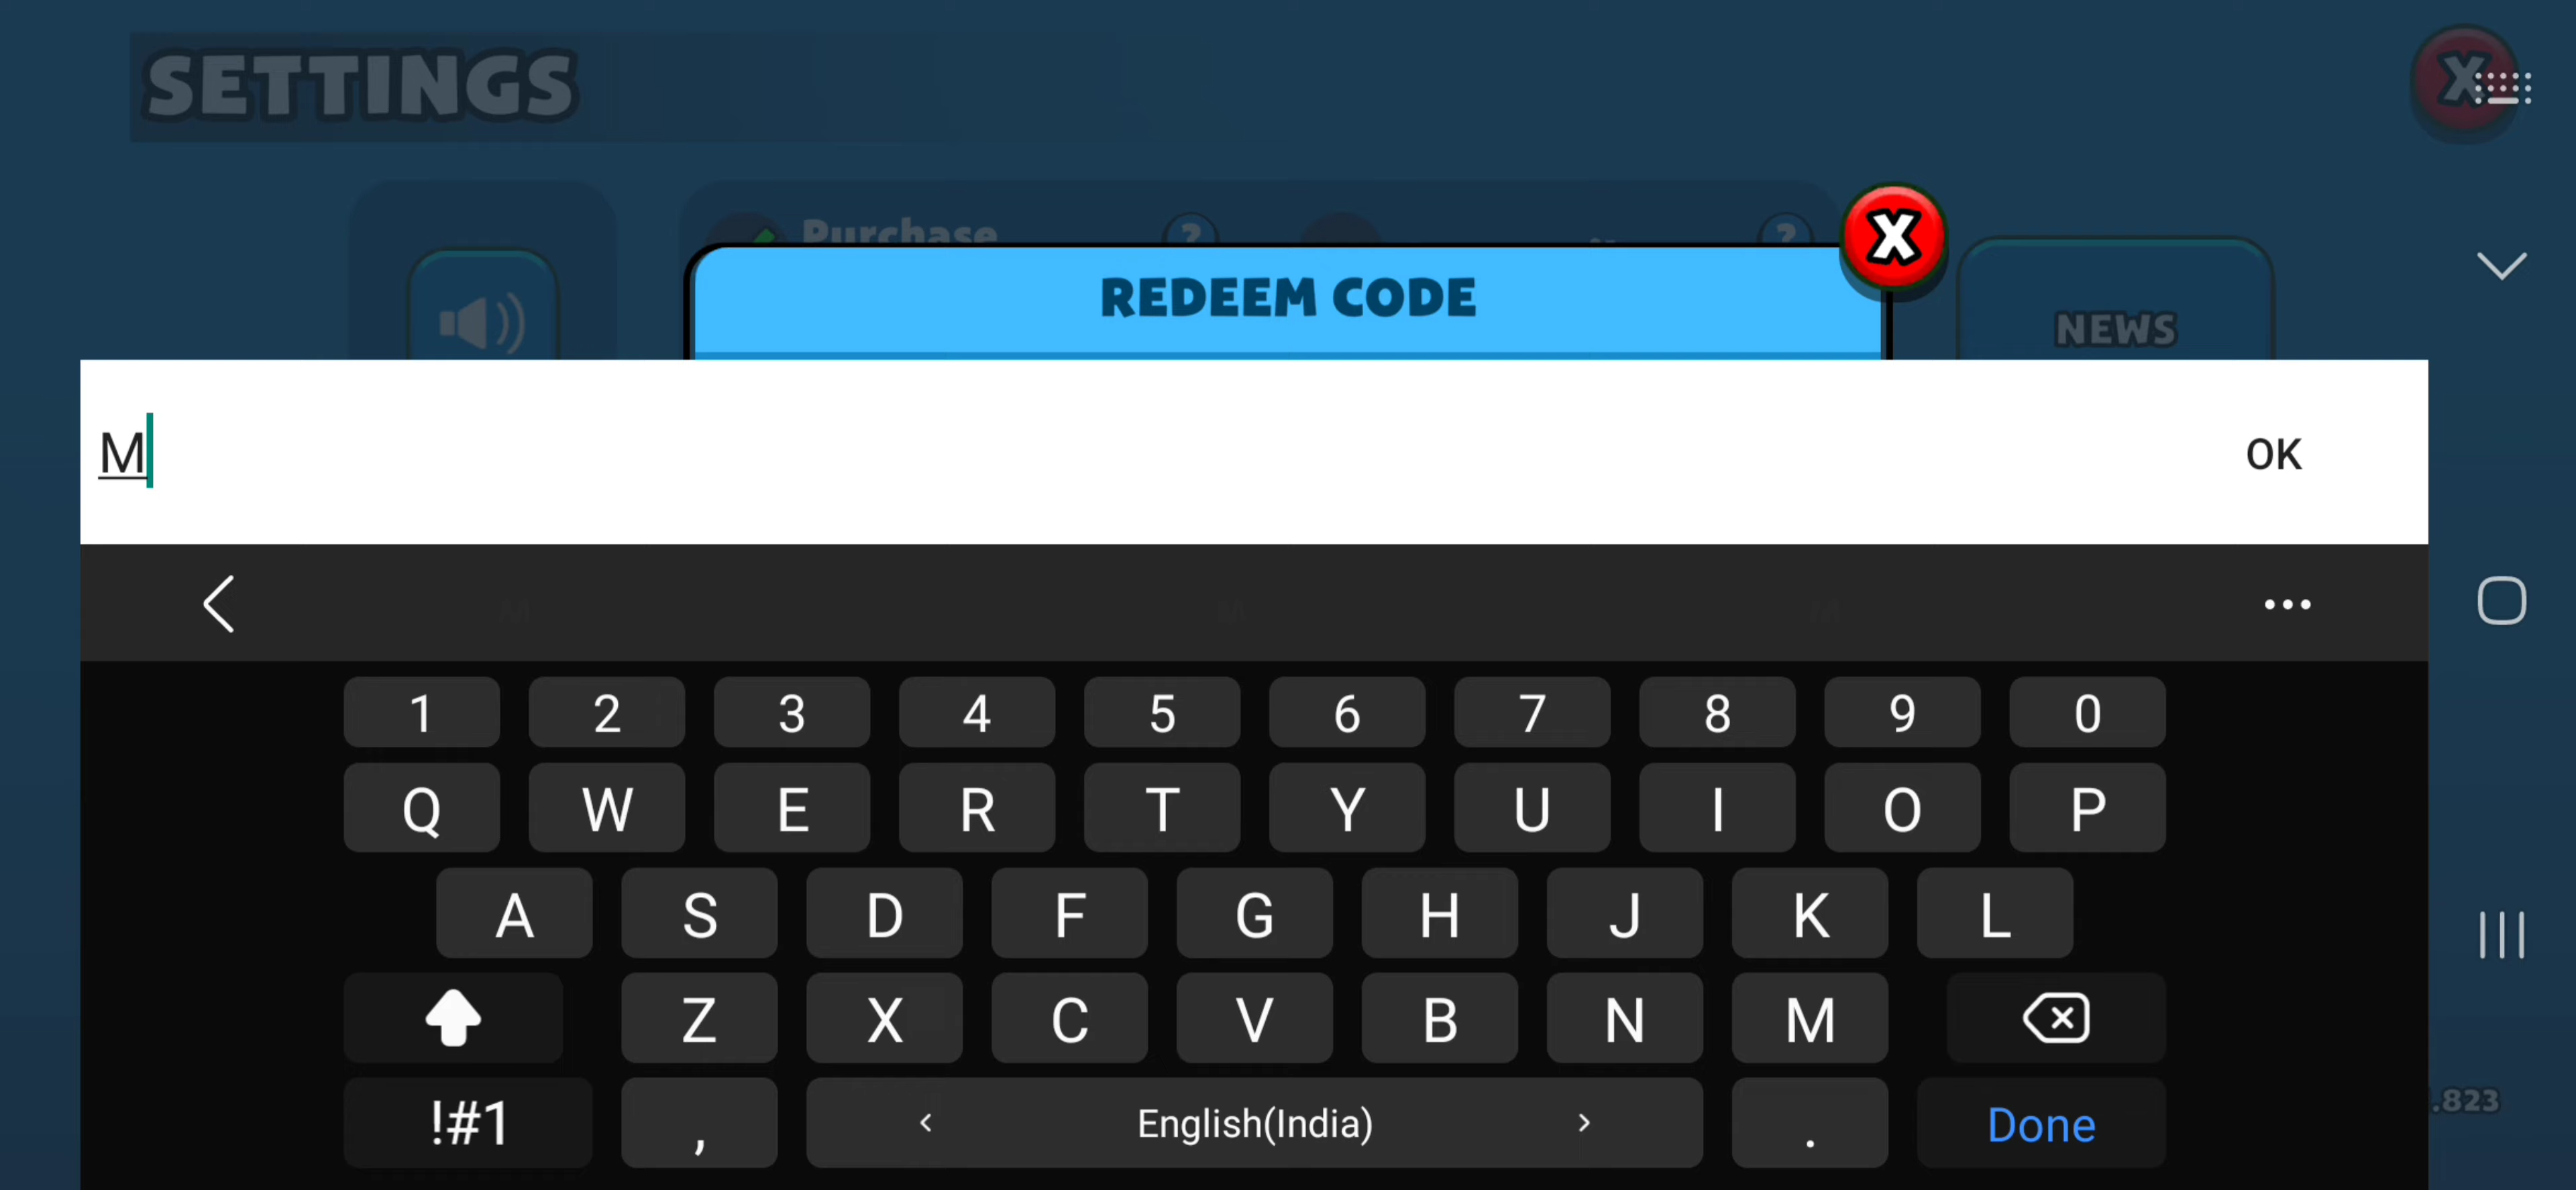 SETTINGS
X
Purchase
?
?
X
REDEEM CODE
NEWS
M
OK
1 2 3 4 5 6 7 8 9 0
Q W E R T Y U I O P
A S D F G H J K L
Z X C V B N M
!#1 , < English(India) > . Done
.823